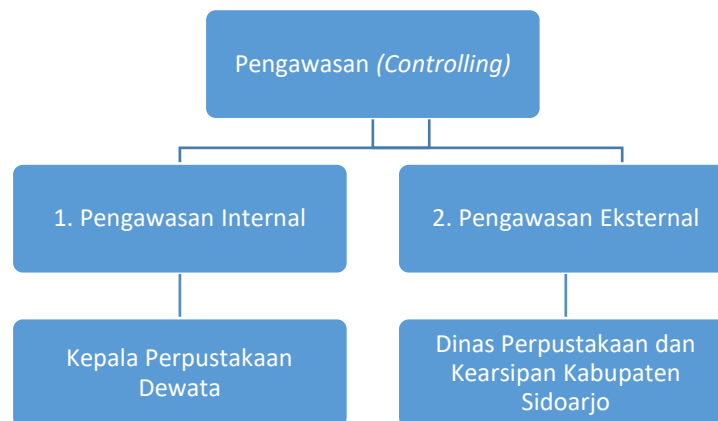 Pengawasan (Controlling)
1. Pengawasan Internal
2. Pengawasan Eksternal
Kepala Perpustakaan
Dewata
Dinas Perpustakaan dan
Kearsipan Kabupaten
Sidoarjo